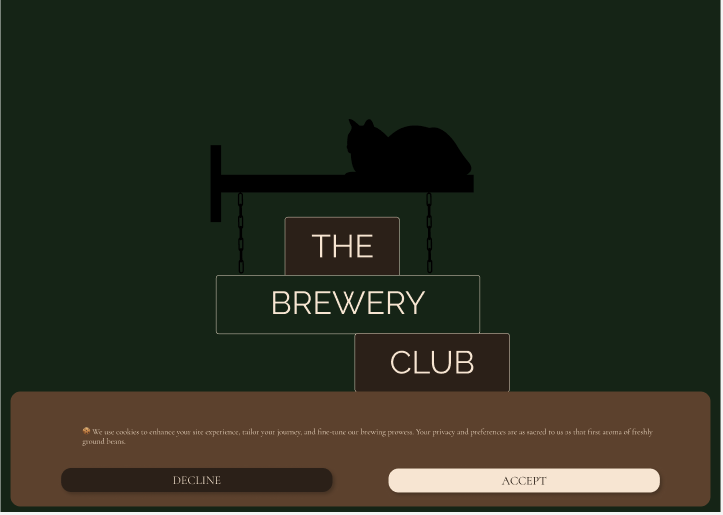 THE
BREWERY
CLUB
We use cookies to enhance your site experience, tailor your journey, and fine-tune our brewing prowess. Your privacy and preferences are as sacred to us as that first aroma of freshly
ground beans.
DECLINE
ACCEPT